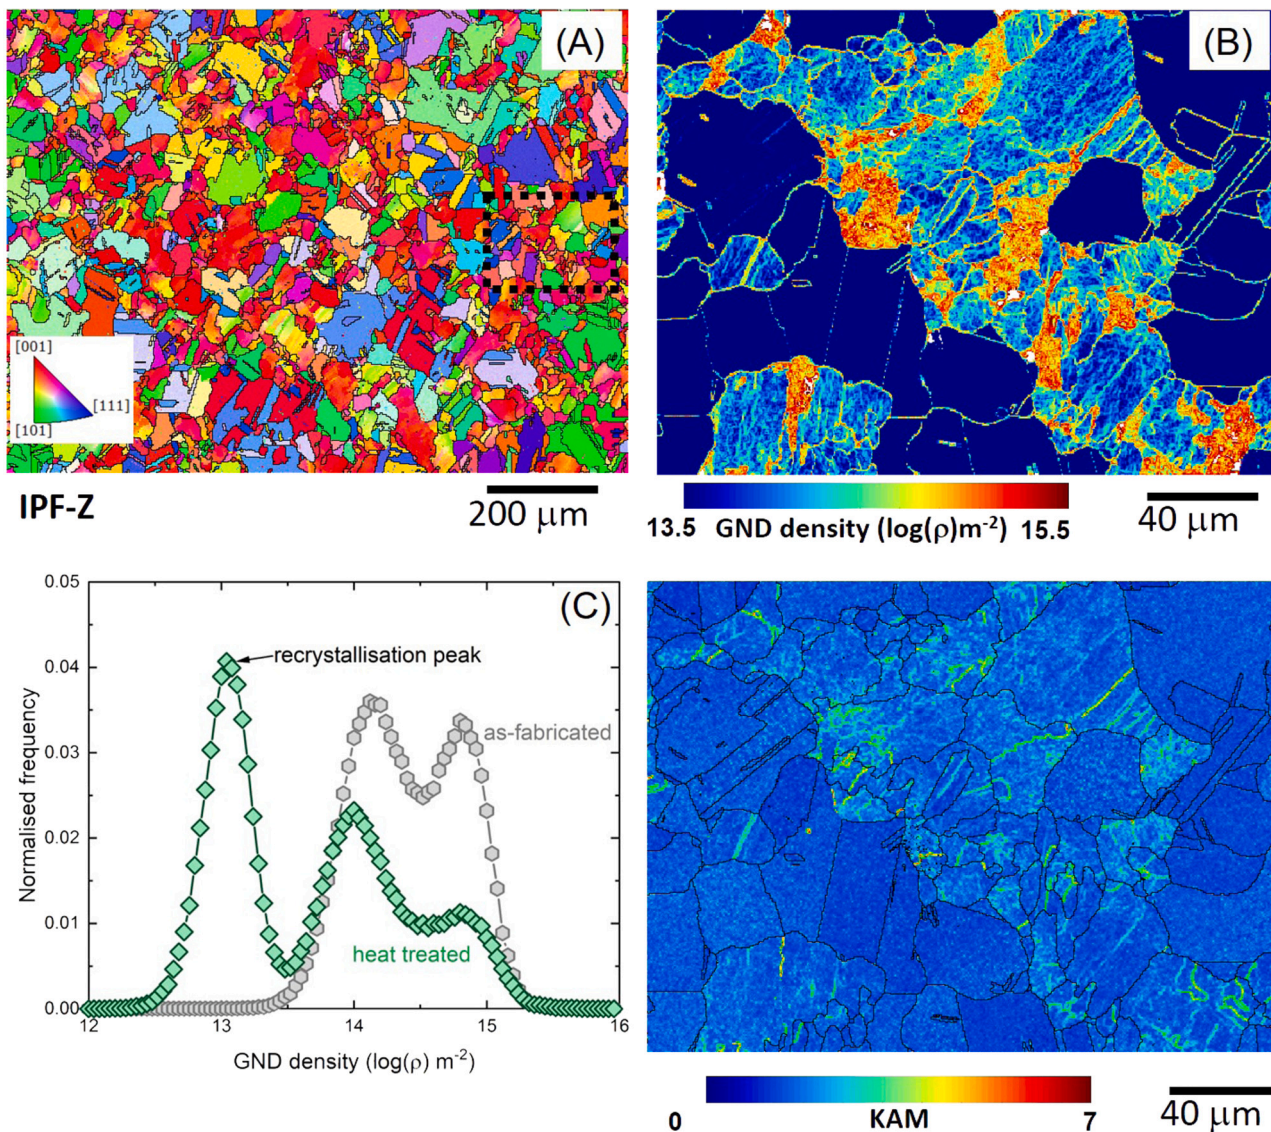 (A)
[001]
[111]
[101]
IPF-Z
200 μm
(B)
13.5 GND density (log(ρ)m⁻²) 15.5
40 μm
(C)
0.05
0.04
0.03
0.02
0.01
0.00
Normalised frequency
recrystallisation peak
as-fabricated
heat treated
12 13 14 15 16
GND density (log(ρ) m⁻²)
0 KAM 7
40 μm